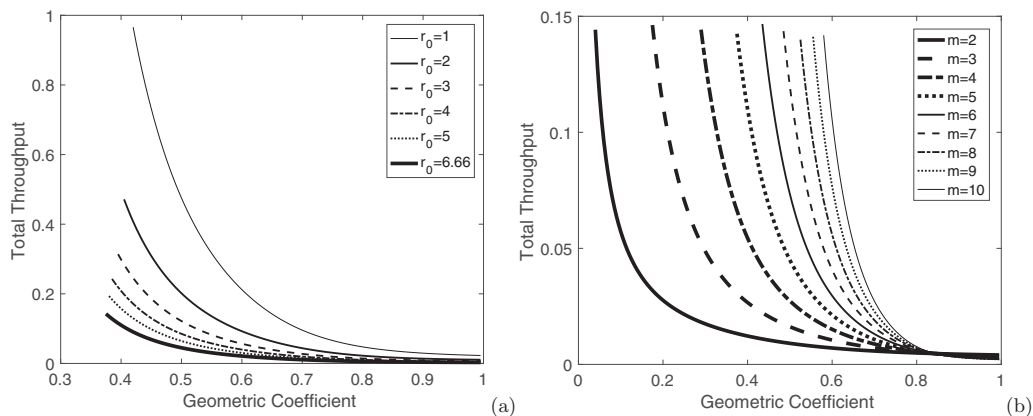 1
0.8
0.6
0.4
0.2
0
Total Throughput
0.3 0.4 0.5 0.6 0.7 0.8 0.9 1
Geometric Coefficient
r0=1
r0=2
r0=3
r0=4
r0=5
r0=6.66
(a)
0.15
0.1
0.05
0
Total Throughput
0 0.2 0.4 0.6 0.8 1
Geometric Coefficient
m=2
m=3
m=4
m=5
m=6
m=7
m=8
m=9
m=10
(b)